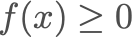 f(x) ≥ 0